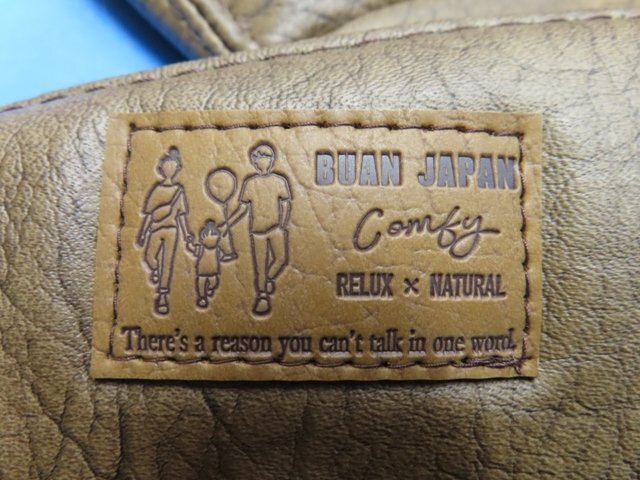 BUAN JAPAN
Comfy
RELUX × NATURAL
There's a reason you can't talk in one word.